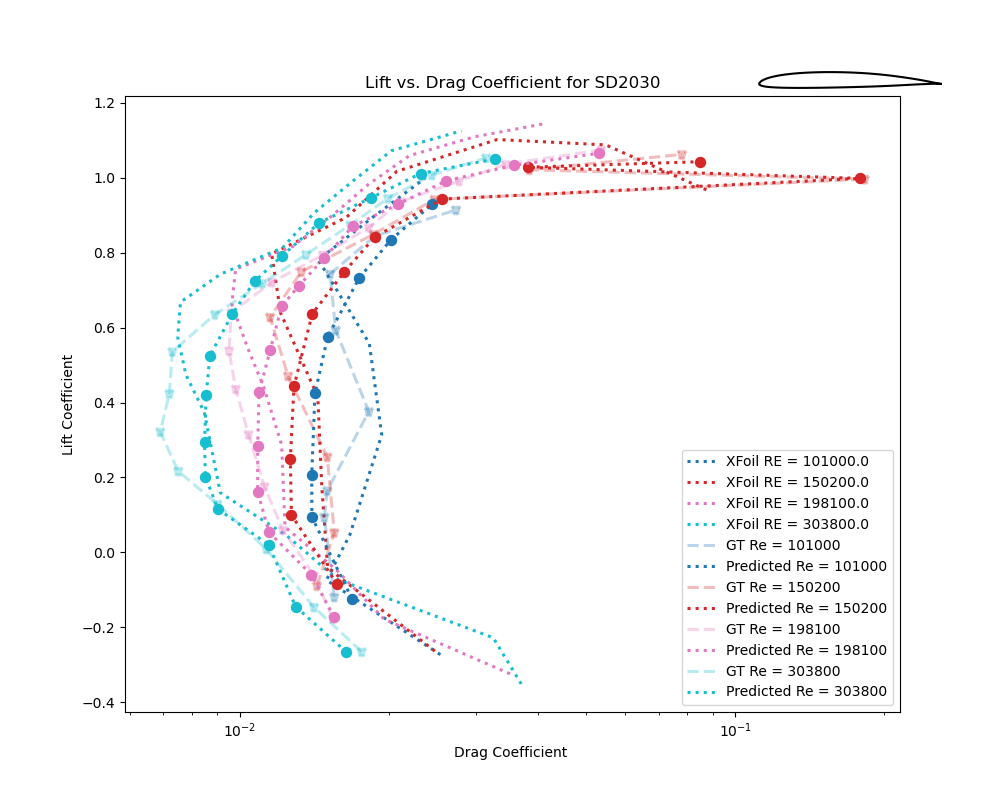 Lift vs. Drag Coefficient for SD2030
1.2
1.0
0.8
0.6
0.4
0.2
0.0
−0.2
−0.4
Lift Coefficient
10⁻²
10⁻¹
Drag Coefficient
XFoil RE = 101000.0
XFoil RE = 150200.0
XFoil RE = 198100.0
XFoil RE = 303800.0
GT Re = 101000
Predicted Re = 101000
GT Re = 150200
Predicted Re = 150200
GT Re = 198100
Predicted Re = 198100
GT Re = 303800
Predicted Re = 303800